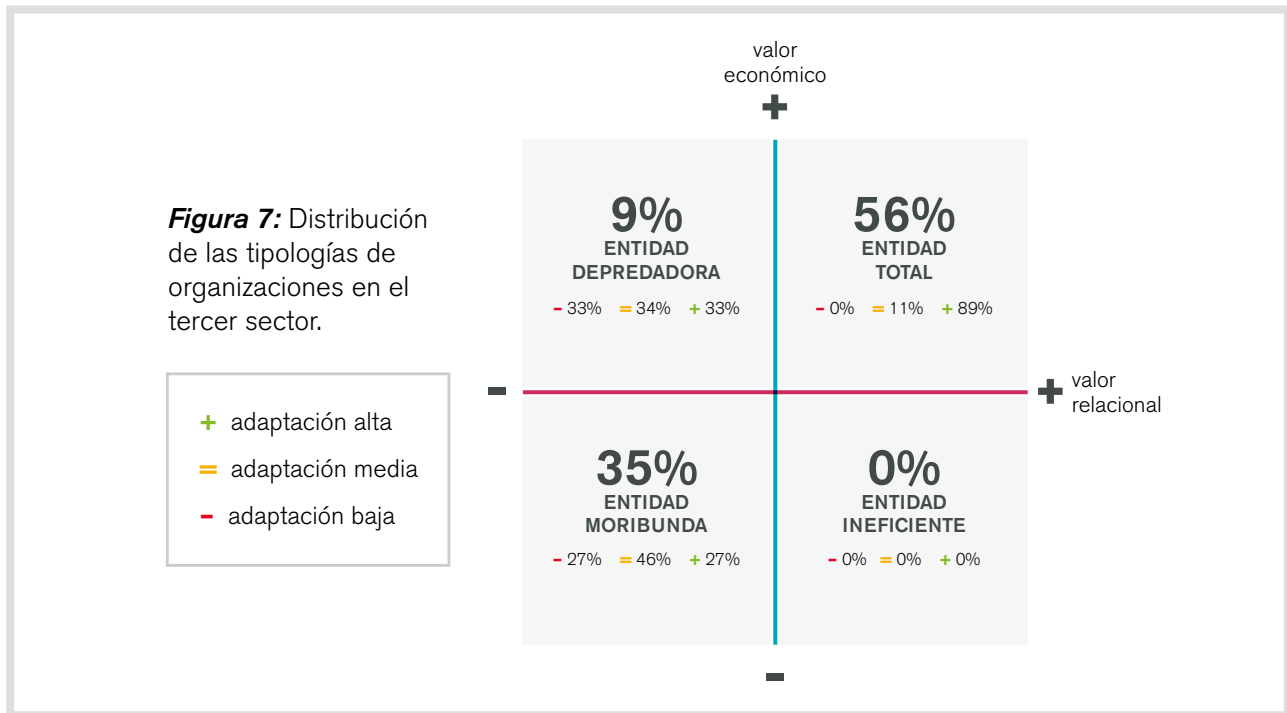 valor
económico
+
Figura 7: Distribución
de las tipologías de
organizaciones en el
tercer sector.
+ adaptación alta
= adaptación media
- adaptación baja
9%
ENTIDAD
DEPREDADORA
- 33% = 34% + 33%
56%
ENTIDAD
TOTAL
- 0% = 11% + 89%
-
+ valor
relacional
35%
ENTIDAD
MORIBUNDA
- 27% = 46% + 27%
0%
ENTIDAD
INEFICIENTE
- 0% = 0% + 0%
-